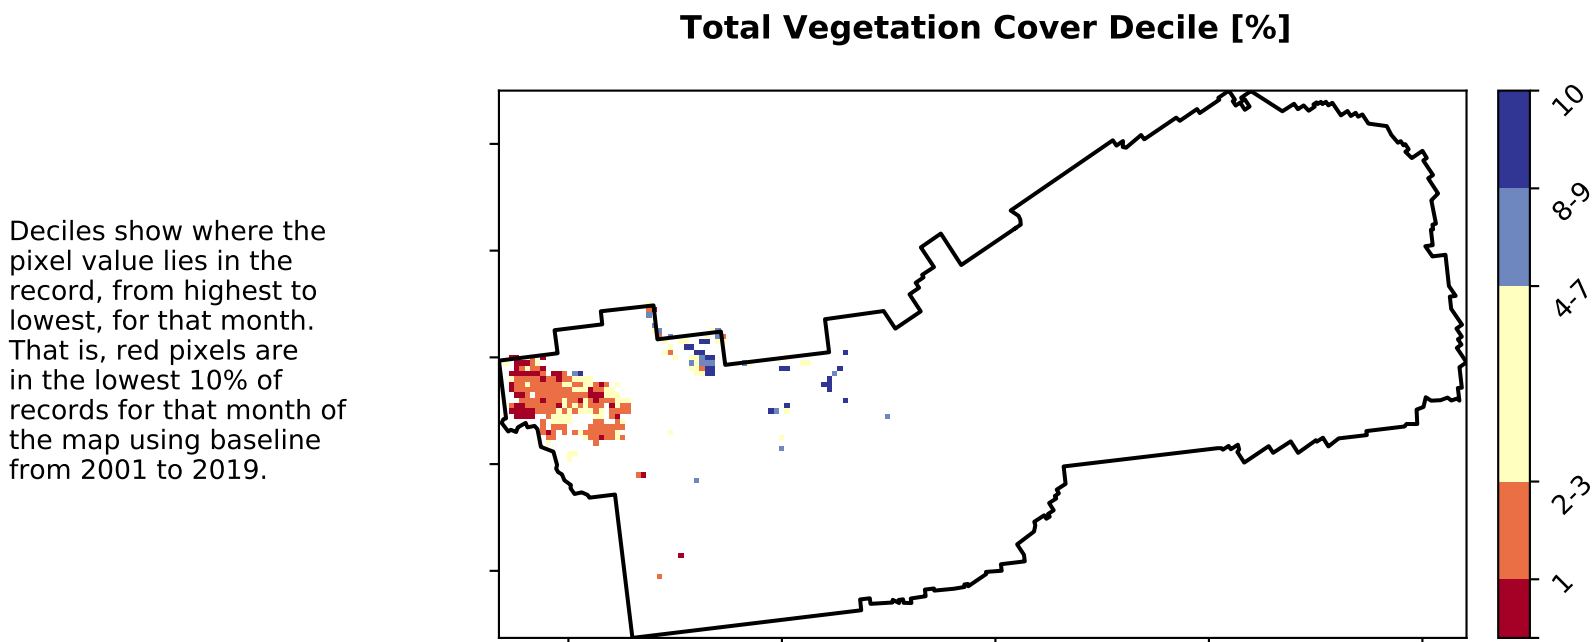 Total Vegetation Cover Decile [%]
Deciles show where the
pixel value lies in the
record, from highest to
lowest, for that month.
That is, red pixels are
in the lowest 10% of
records for that month of
the map using baseline
from 2001 to 2019.
10
8-9
4-7
2-3
1